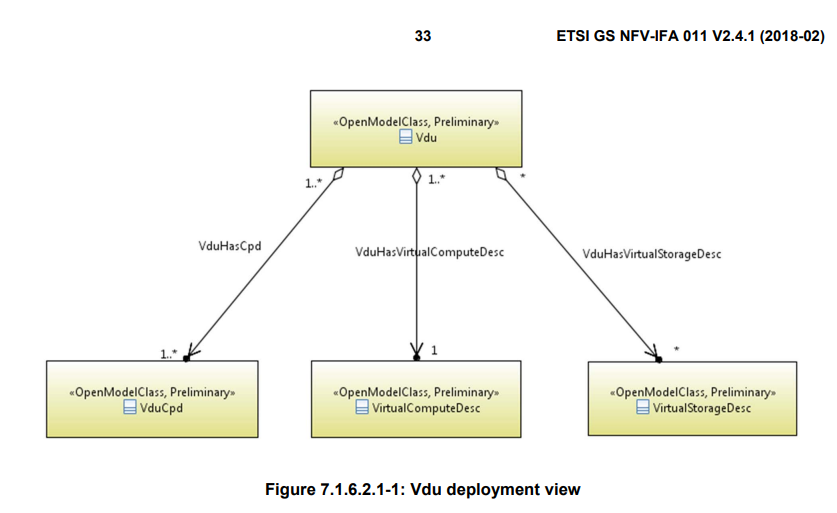 33 ETSI GS NFV-IFA 011 V2.4.1 (2018-02)
«OpenModelClass, Preliminary»
Vdu
1..* 1..* *
VduHasCpd VduHasVirtualComputeDesc VduHasVirtualStorageDesc
1..* 1 *
«OpenModelClass, Preliminary» «OpenModelClass, Preliminary» «OpenModelClass, Preliminary»
VduCpd VirtualComputeDesc VirtualStorageDesc
Figure 7.1.6.2.1-1: Vdu deployment view